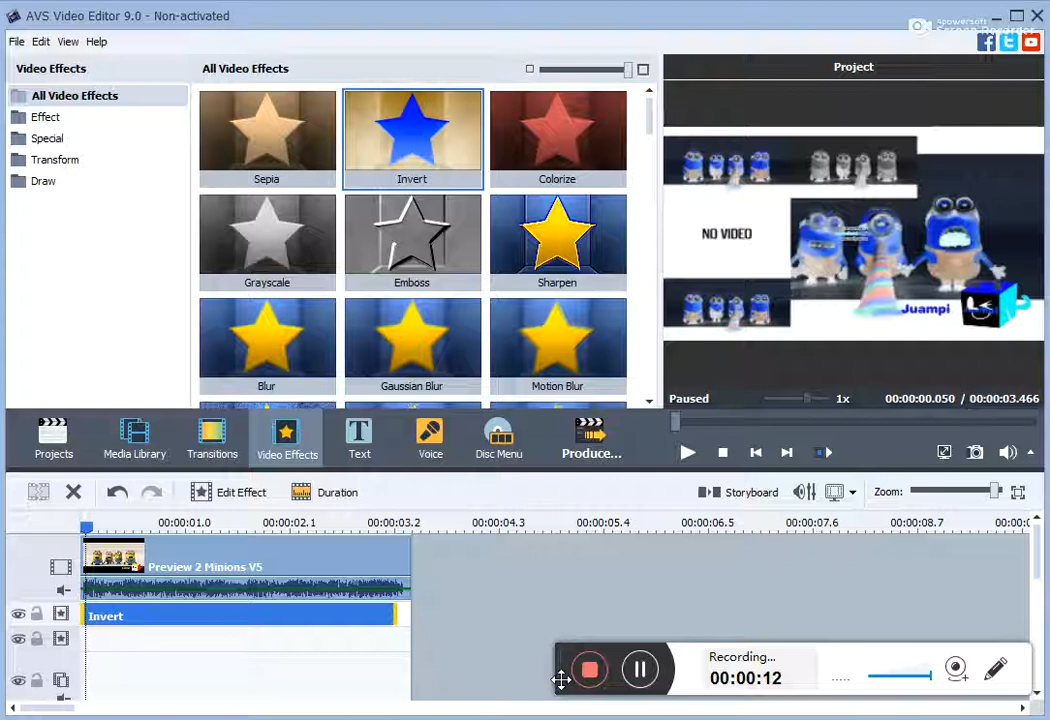 AVS Video Editor 9.0 - Non-activated
Apowersoft
Screen Recorder
File Edit View Help
Video Effects
All Video Effects
Project
All Video Effects
Effect
Special
Transform
Draw
Sepia
Invert
Colorize
Grayscale
Emboss
Sharpen
Blur
Gaussian Blur
Motion Blur
NO VIDEO
Juampi
Paused
1x
00:00:00.050 / 00:00:03.466
Projects
Media Library
Transitions
Video Effects
Text
Voice
Disc Menu
Produce...
Edit Effect
Duration
Storyboard
Zoom:
00:00:01.0 00:00:02.1 00:00:03.2 00:00:04.3 00:00:05.4 00:00:06.5 00:00:07.6 00:00:08.7
Preview 2 Minions V5
Invert
Recording...
00:00:12